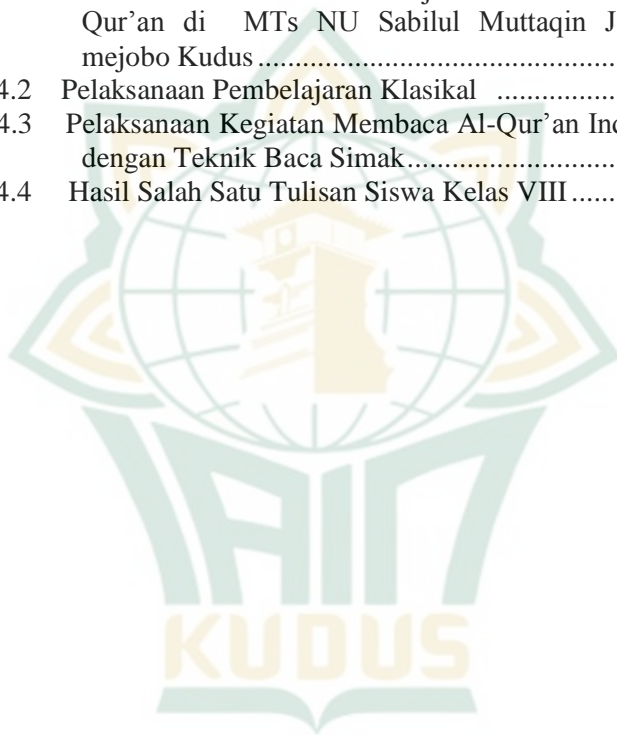 Qur’an di MTs NU Sabilul Muttaqin J
mejobo Kudus ................................................
4.2 Pelaksanaan Pembelajaran Klasikal ................
4.3 Pelaksanaan Kegiatan Membaca Al-Qur’an Ind
dengan Teknik Baca Simak............................
4.4 Hasil Salah Satu Tulisan Siswa Kelas VIII ......
IAIN
KUDUS